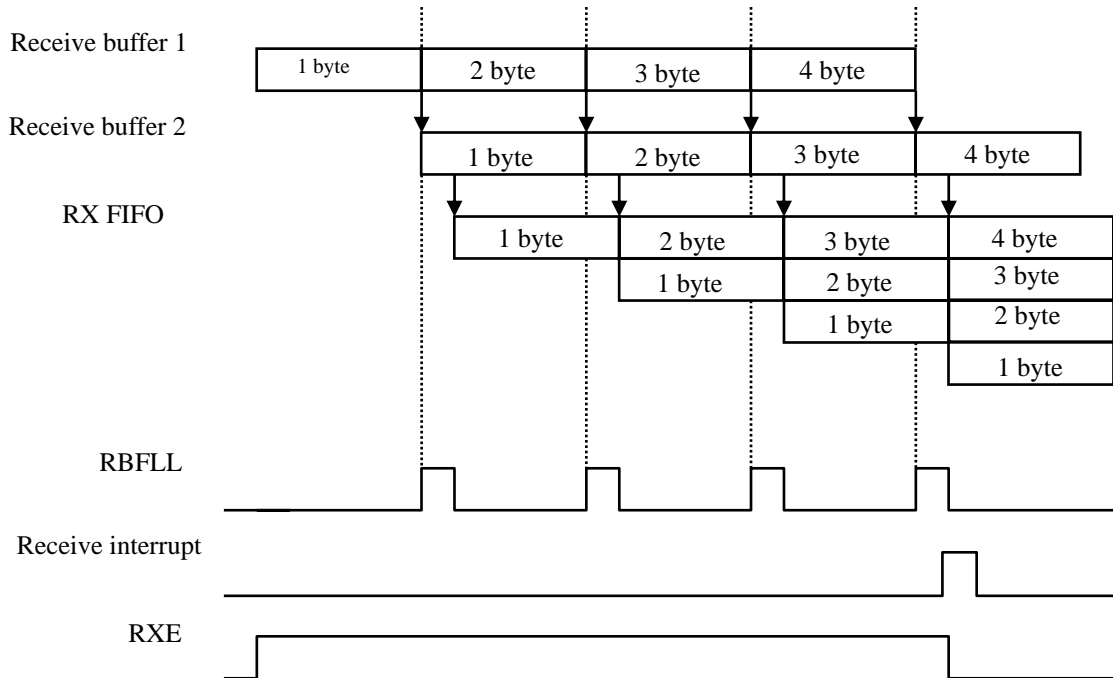 Receive buffer 1
1 byte 2 byte 3 byte 4 byte
Receive buffer 2
1 byte 2 byte 3 byte 4 byte
RX FIFO
1 byte 2 byte 3 byte 4 byte
1 byte 2 byte 3 byte
1 byte 2 byte
1 byte
RBFLL
Receive interrupt
RXE